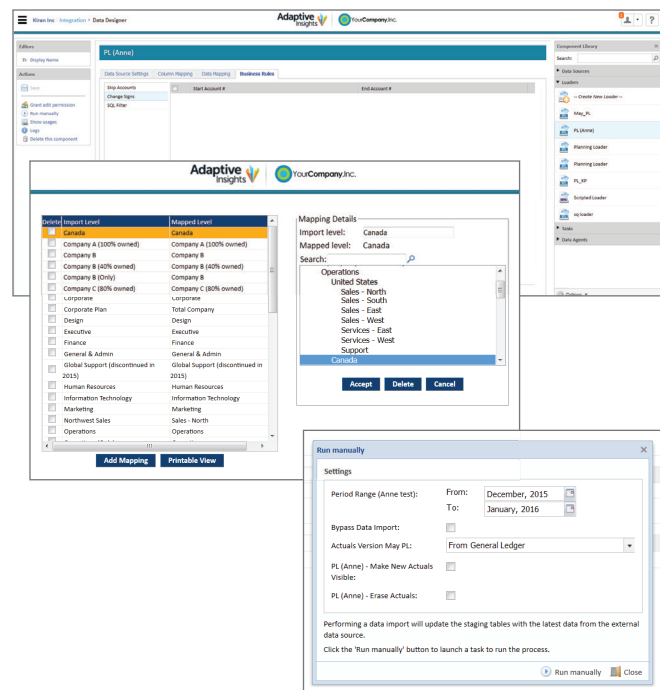 Kiran Inc Integration • Data Designer
Adaptive Insights
YourCompany.Inc.
1
?
Editors
Display Name
Actions
Save
Grant edit permission
Run manually
Show usages
Logs
Delete this component
PL (Anne)
Data Source Settings Column Mapping Data Mapping Business Rules
Skip Accounts
Change Signs
SQL Filter
Start Account # End Account #
Component Library
Search:
Data Sources
Loaders
-- Create New Loader --
May_PL
PL (Anne)
Planning Loader
Planning Loader
PL_KP
Scripted Loader
sq loader
Tasks
Data Agents
Adaptive Insights
YourCompany.Inc.
Delete Import Level Mapped Level
Canada Canada
Company A (100% owned) Company A (100% owned)
Company B Company B
Company B (40% owned) Company B (40% owned)
Company B (Only) Company B
Company C (80% owned) Company C (80% owned)
Corporate Corporate
Corporate Plan Total Company
Design Design
Executive Executive
Finance Finance
General & Admin General & Admin
Global Support (discontinued in Global Support (discontinued in
2015) 2015)
Human Resources Human Resources
Information Technology Information Technology
Marketing Marketing
Northwest Sales Sales - North
Operations Operations
Add Mapping Printable View
Mapping Details
Import level: Canada
Mapped level: Canada
Search:
Operations
United States
Sales - North
Sales - South
Sales - East
Sales - West
Services - East
Services - West
Support
Canada
Accept Delete Cancel
Run manually
Settings
Period Range (Anne test): From: December, 2015
To: January, 2016
Bypass Data Import:
Actuals Version May PL: From General Ledger
PL (Anne) - Make New Actuals
Visible:
PL (Anne) - Erase Actuals:
Performing a data import will update the staging tables with the latest data from the external
data source.
Click the 'Run manually' button to launch a task to run the process.
Run manually Close